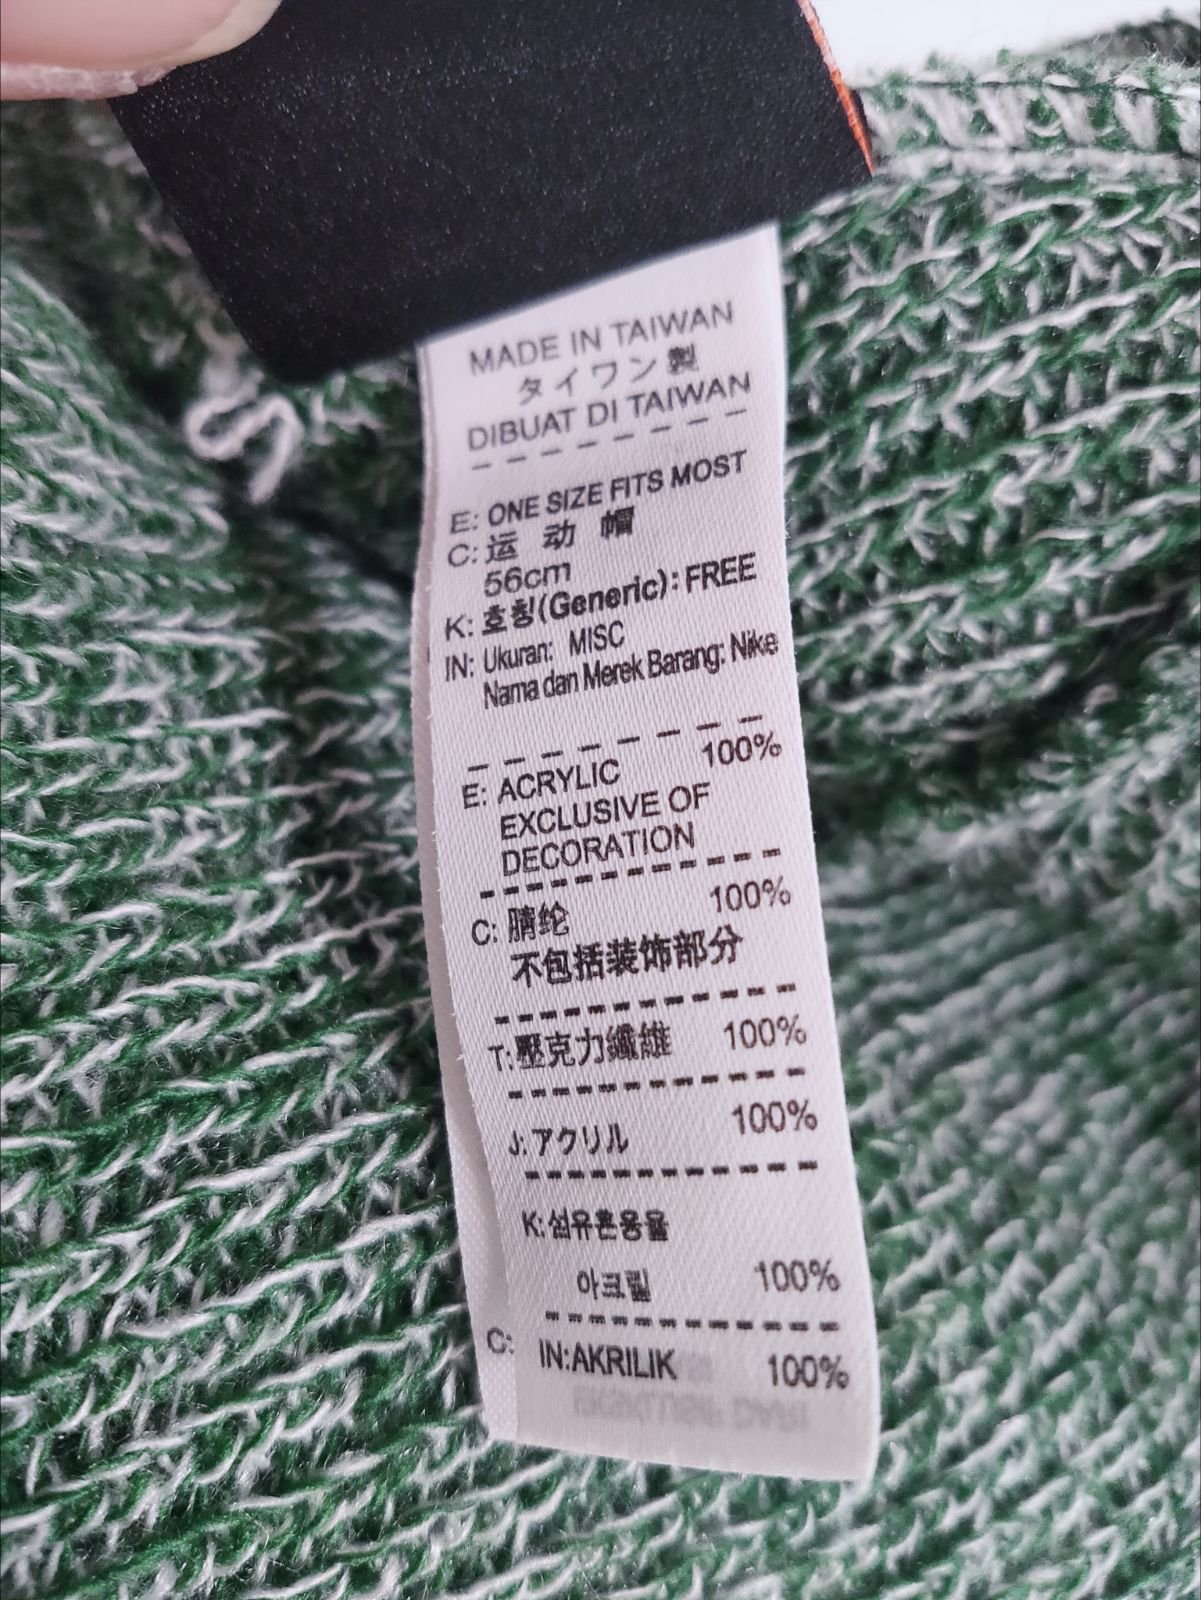 MADE IN TAIWAN
タイワン製
DIBUAT DI TAIWAN
E: ONE SIZE FITS MOST
C: 运 动 帽
56cm
K: 호칭(Generic): FREE
IN: Ukuran: MISC
Nama dan Merek Barang: Nike
E: ACRYLIC 100%
EXCLUSIVE OF
DECORATION
C: 腈纶 100%
不包括装饰部分
T: 壓克力纖維 100%
J: アクリル 100%
K: 섬유혼용율
아크릴 100%
IN: AKRILIK 100%
C: